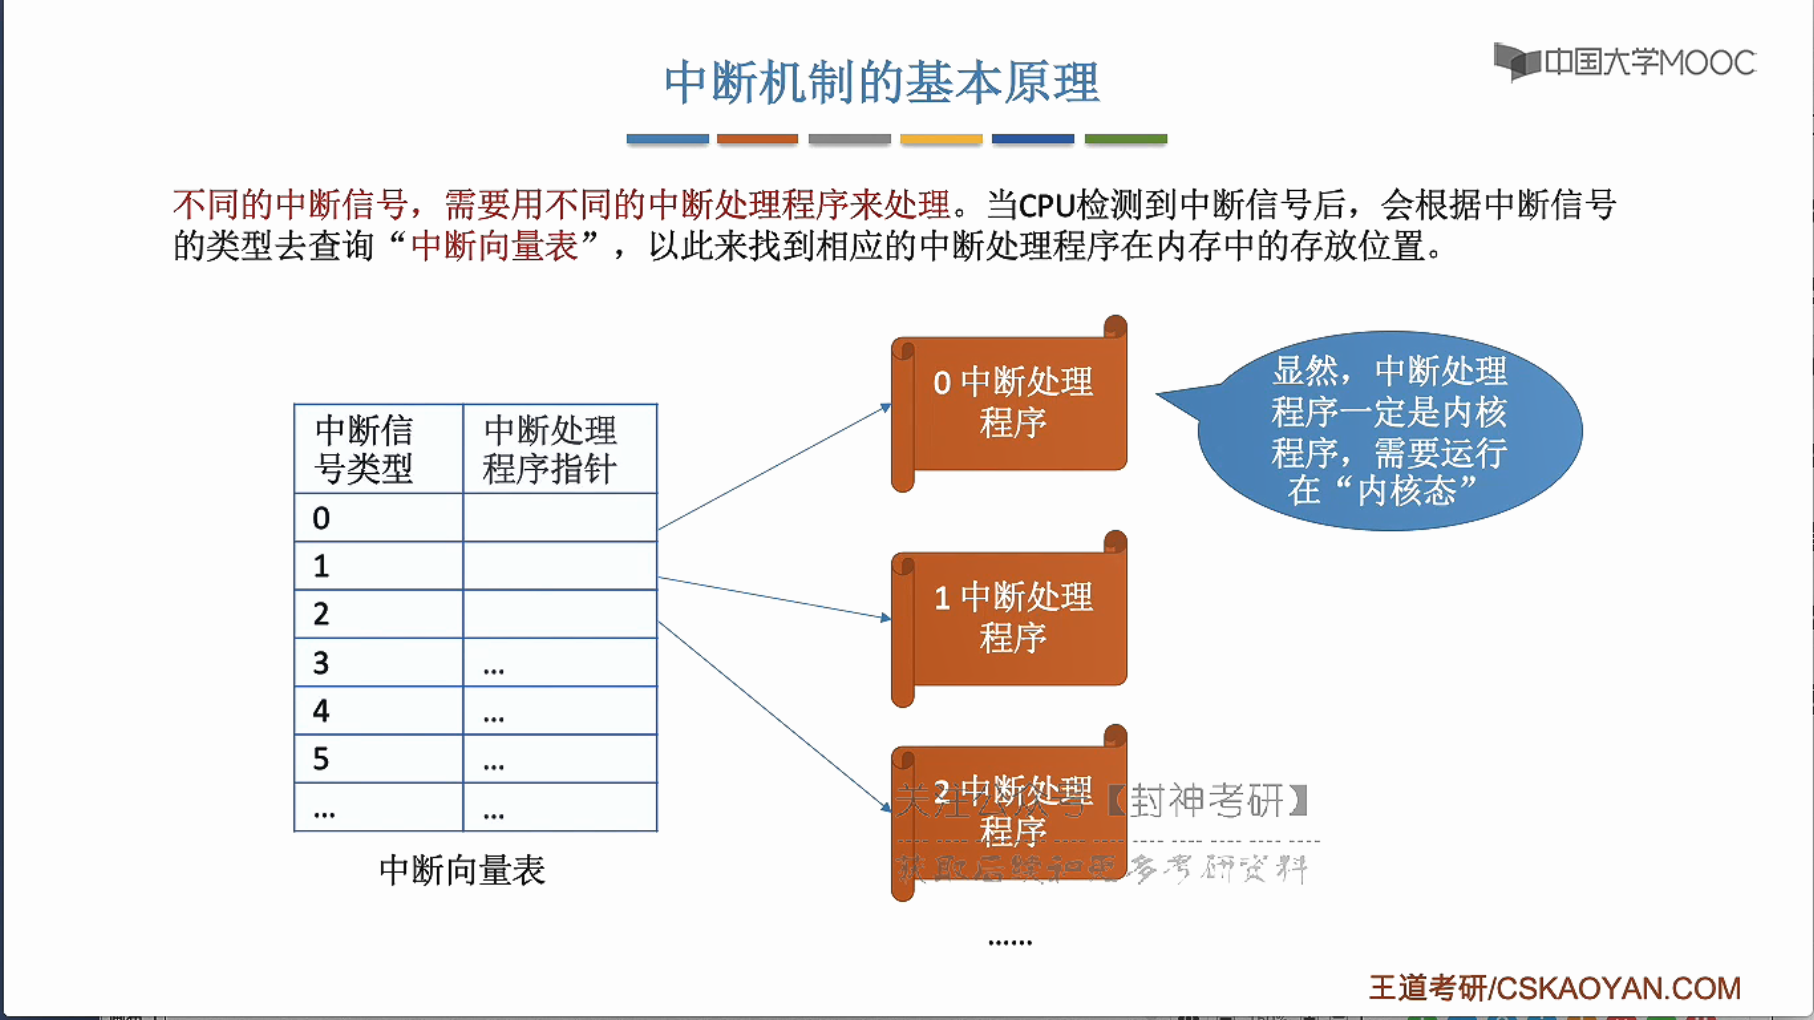 中断机制的基本原理
中国大学MOOC
不同的中断信号，需要用不同的中断处理程序来处理。当CPU检测到中断信号后，会根据中断信号
的类型去查询“中断向量表”，以此来找到相应的中断处理程序在内存中的存放位置。
中断信
号类型
中断处理
程序指针
0
1
2
3 ...
4 ...
5 ...
... ...
中断向量表
0 中断处理
程序
1 中断处理
程序
2 中断处理
程序
......
显然，中断处理
程序一定是内核
程序，需要运行
在“内核态”
关注公众号【封神考研】
获取后续和更多考研资料
王道考研/CSKAOYAN.COM